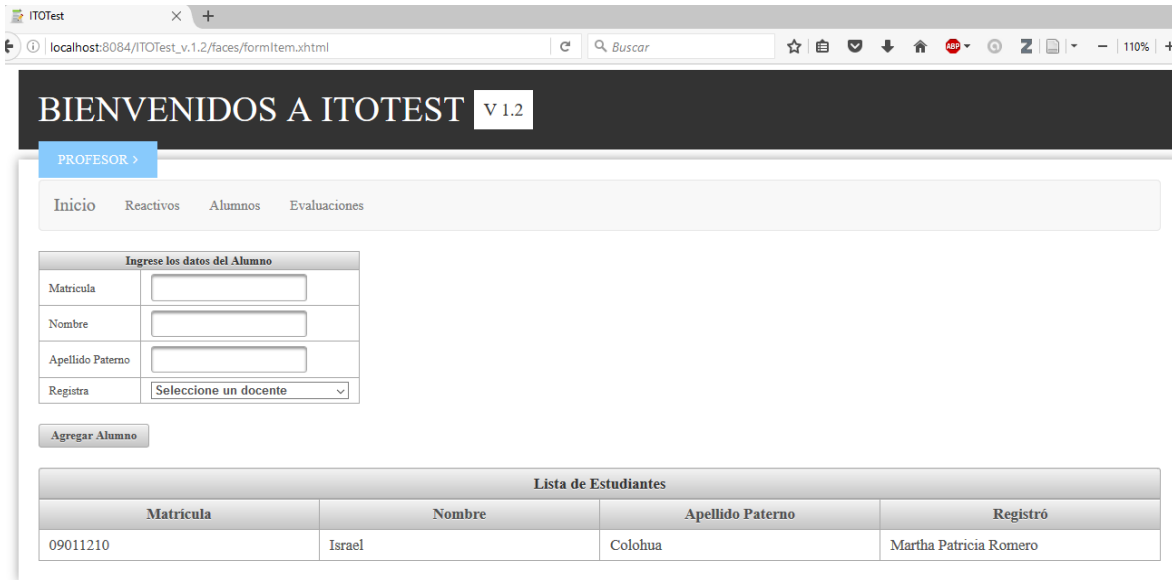 ITOTest
localhost:8084/ITOTest_v.1.2/faces/formItem.xhtml
Buscar
ABP
Z
110%
BIENVENIDOS A ITOTEST V 1.2
PROFESOR >
Inicio Reactivos Alumnos Evaluaciones
Ingrese los datos del Alumno
Matricula
Nombre
Apellido Paterno
Registra Seleccione un docente
Agregar Alumno
Lista de Estudiantes
Matrícula Nombre Apellido Paterno Registró
09011210 Israel Colohua Martha Patricia Romero